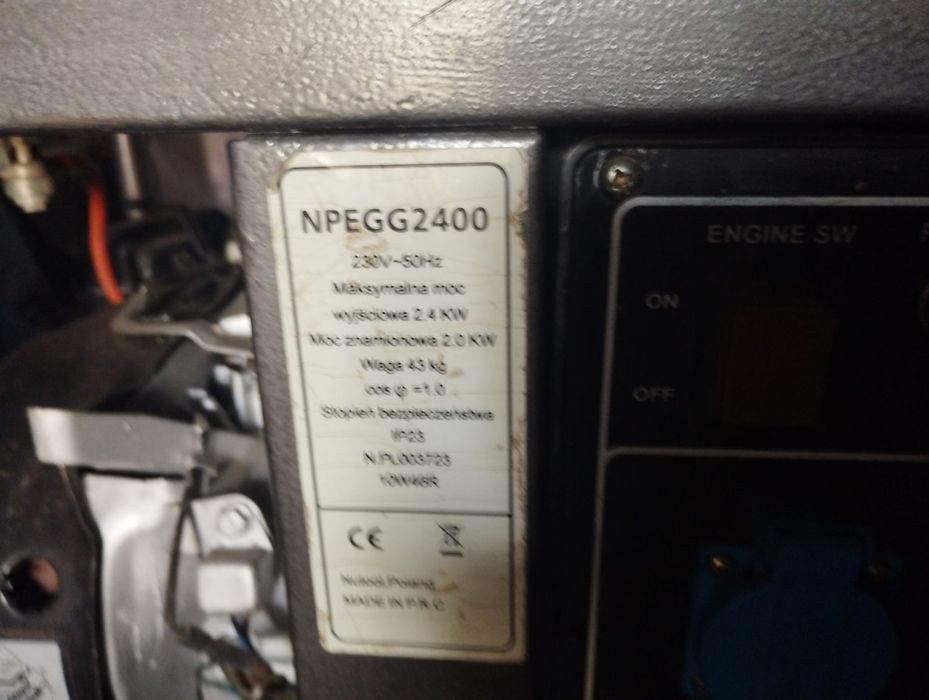 NPEGG2400
230V~50Hz
Maksymalna moc
wyjściowa 2.4 KW
Moc znamionowa 2.0 KW
Waga 43 kg
cos φ =1.0
Stopień bezpieczeństwa
IP23
N.PL003723
10W46R
CE
Nutool Poland
MADE IN P.R.C
ENGINE SW
ON
OFF